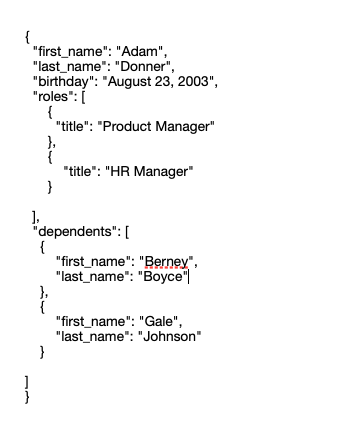 {
"first_name": "Adam",
"last_name": "Donner",
"birthday": "August 23, 2003",
"roles": [
{
"title": "Product Manager"
},
{
"title": "HR Manager"
}
],
"dependents": [
{
"first_name": "Berney",
"last_name": "Boyce"
},
{
"first_name": "Gale",
"last_name": "Johnson"
}
]
}